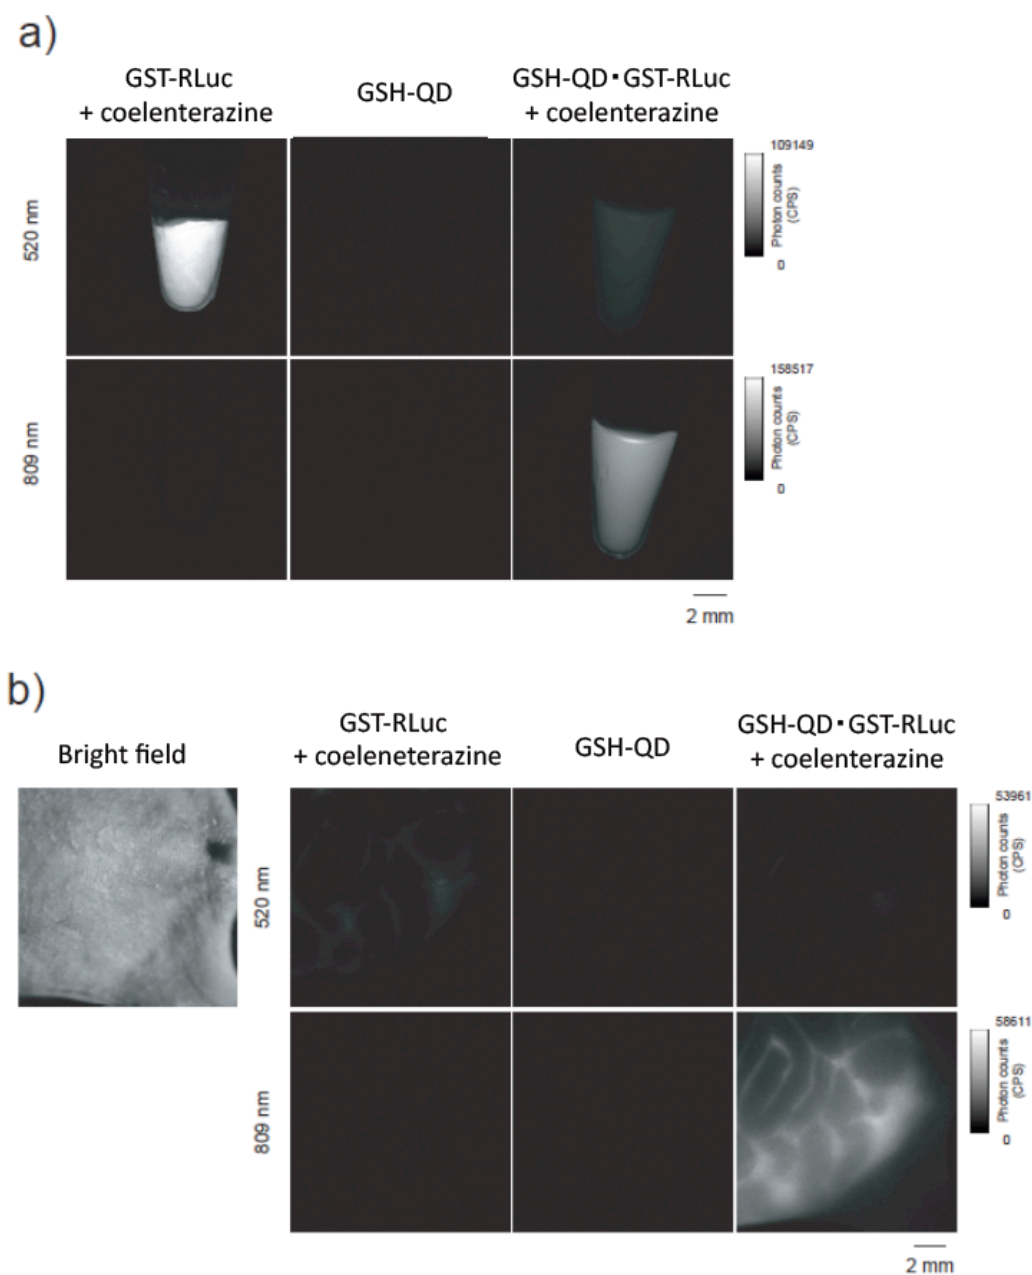 a)
GST-RLuc
+ coelenterazine
GSH-QD
GSH-QD·GST-RLuc
+ coelenterazine
520 nm
109149
Photon counts
(CPS)
0
809 nm
158517
Photon counts
(CPS)
0
2 mm
b)
Bright field
GST-RLuc
+ coeleneterazine
GSH-QD
GSH-QD·GST-RLuc
+ coelenterazine
520 nm
53961
Photon counts
(CPS)
0
809 nm
58611
Photon counts
(CPS)
0
2 mm